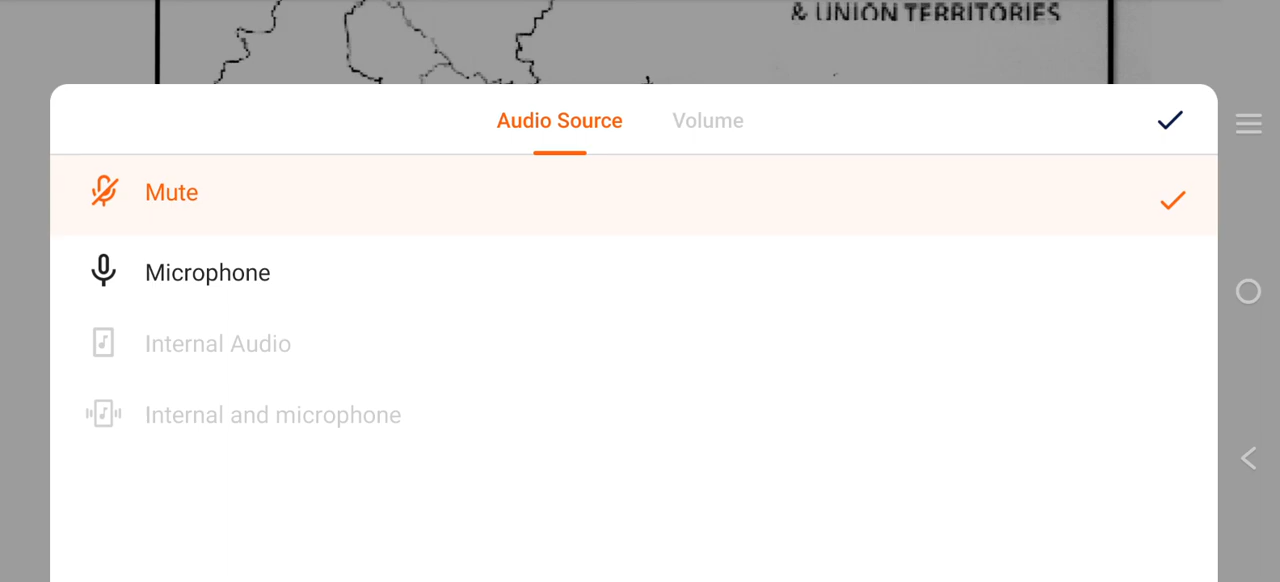 & UNION TERRITORIES
Audio Source
Volume
Mute
Microphone
Internal Audio
Internal and microphone